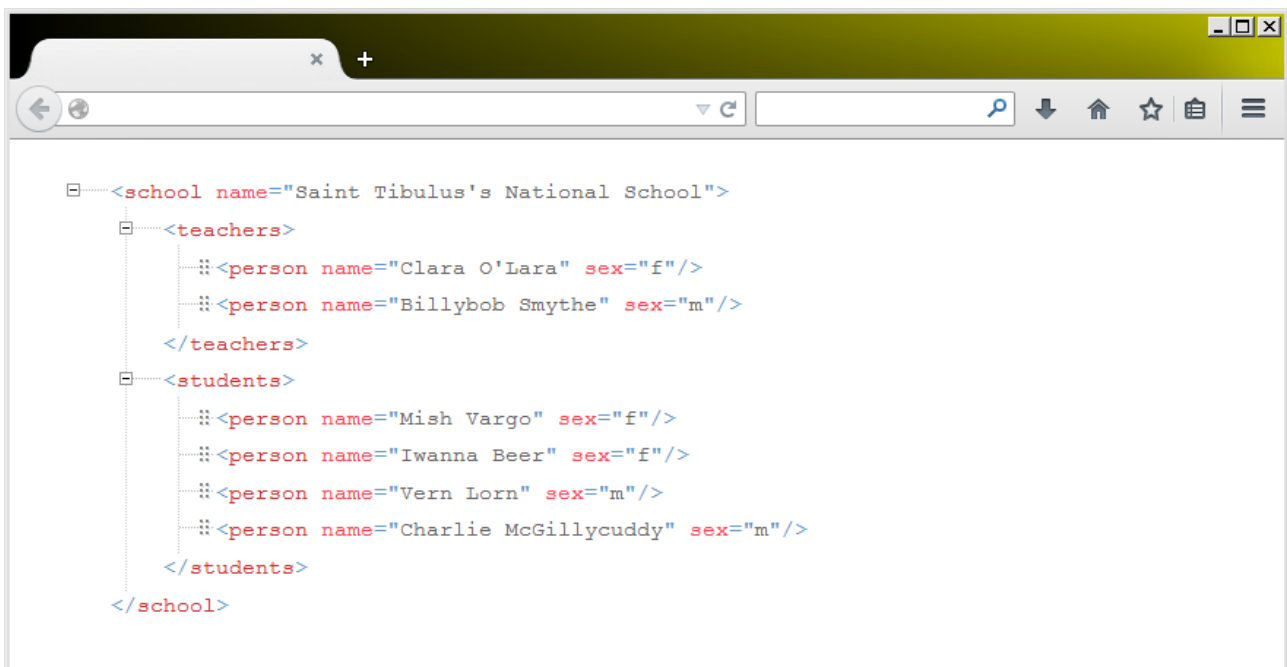 <school name="Saint Tibulus's National School">
<teachers>
<person name="Clara O'Lara" sex="f"/>
<person name="Billybob Smythe" sex="m"/>
</teachers>
<students>
<person name="Mish Vargo" sex="f"/>
<person name="Iwanna Beer" sex="f"/>
<person name="Vern Lorn" sex="m"/>
<person name="Charlie McGillycuddy" sex="m"/>
</students>
</school>